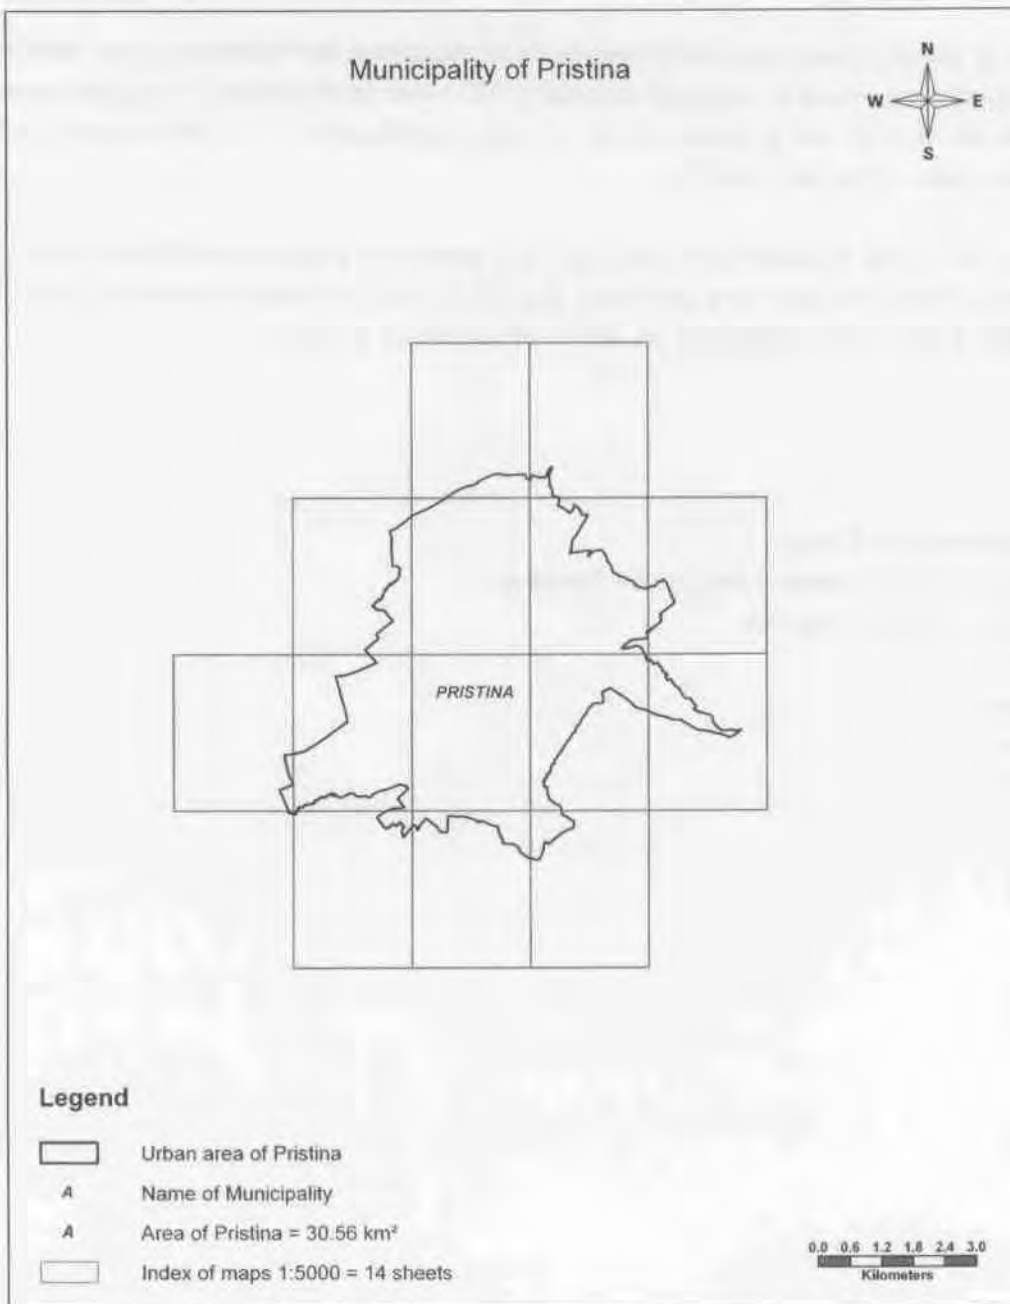 Municipality of Pristina
N
W E
S
PRISTINA
Legend
Urban area of Pristina
A Name of Municipality
A Area of Pristina = 30.56 km²
Index of maps 1:5000 = 14 sheets
0.0 0.6 1.2 1.8 2.4 3.0
Kilometers